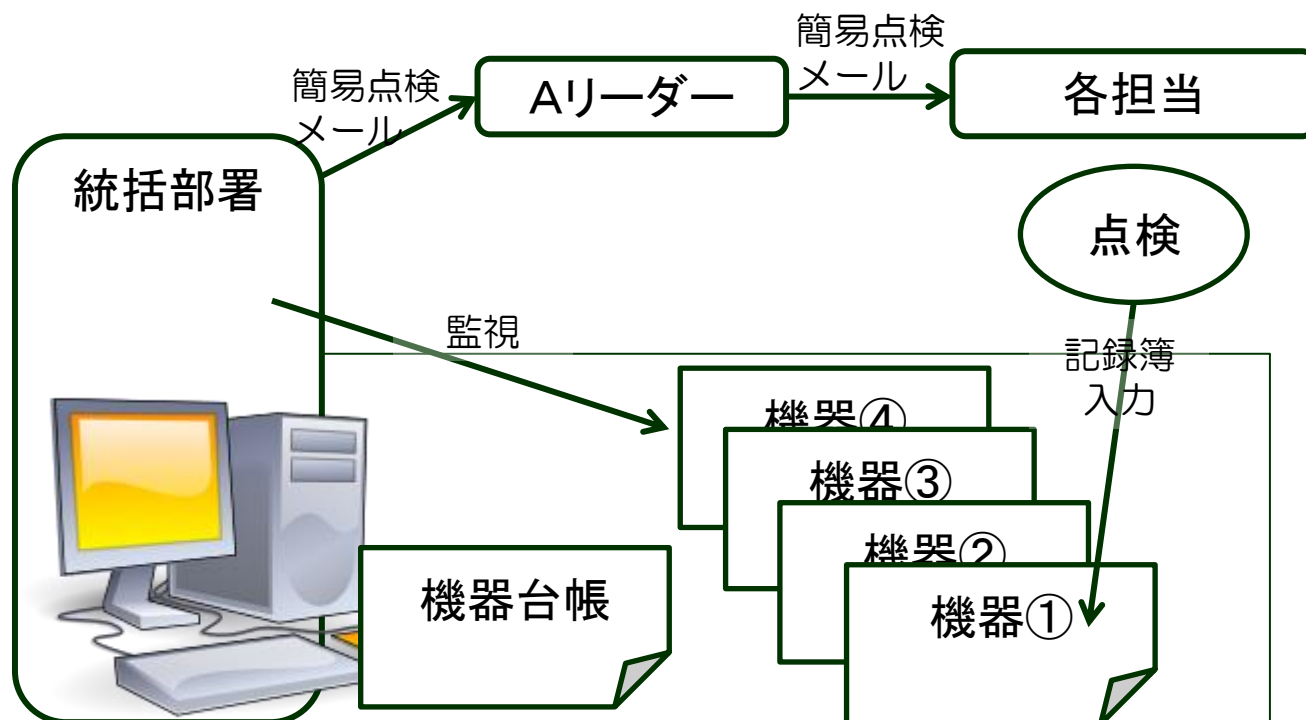 簡易点検
メール
Aリーダー
簡易点検
メール
各担当
統括部署
点検
監視
記録簿
入力
機器④
機器③
機器②
機器①
機器台帳